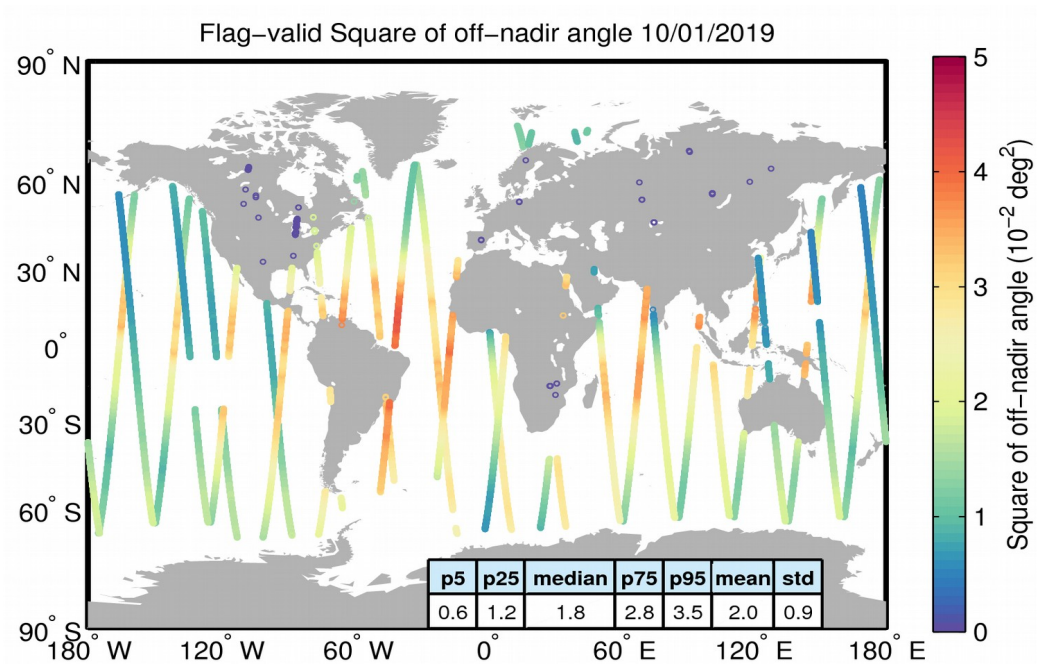 Flag−valid Square of off−nadir angle 10/01/2019
90° N
60° N
30° N
0°
30° S
60° S
90° S
180° W
120° W
60° W
0°
60° E
120° E
180° E
p5 p25 median p75 p95 mean std
0.6 1.2 1.8 2.8 3.5 2.0 0.9
5
4
3
2
1
0
Square of off−nadir angle (10⁻² deg²)